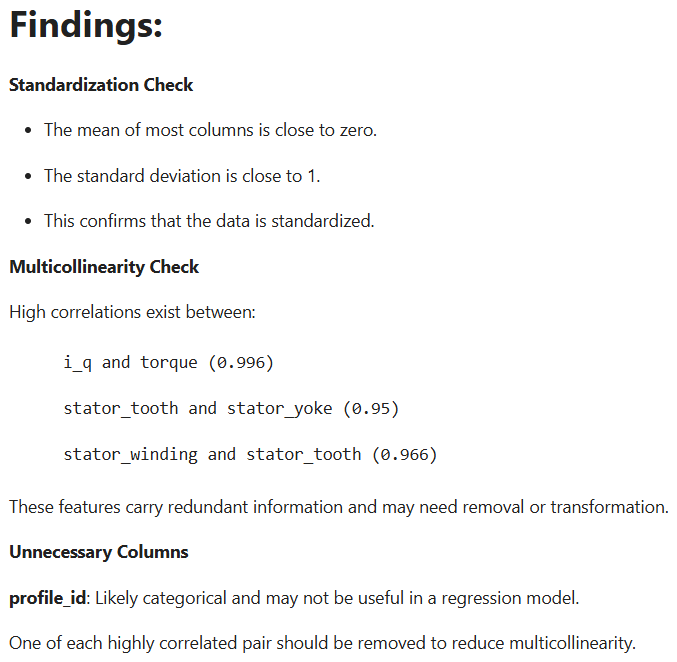 Findings:
Standardization Check
• The mean of most columns is close to zero.
• The standard deviation is close to 1.
• This confirms that the data is standardized.
Multicollinearity Check
High correlations exist between:
i_q and torque (0.996)
stator_tooth and stator_yoke (0.95)
stator_winding and stator_tooth (0.966)
These features carry redundant information and may need removal or transformation.
Unnecessary Columns
profile_id: Likely categorical and may not be useful in a regression model.
One of each highly correlated pair should be removed to reduce multicollinearity.